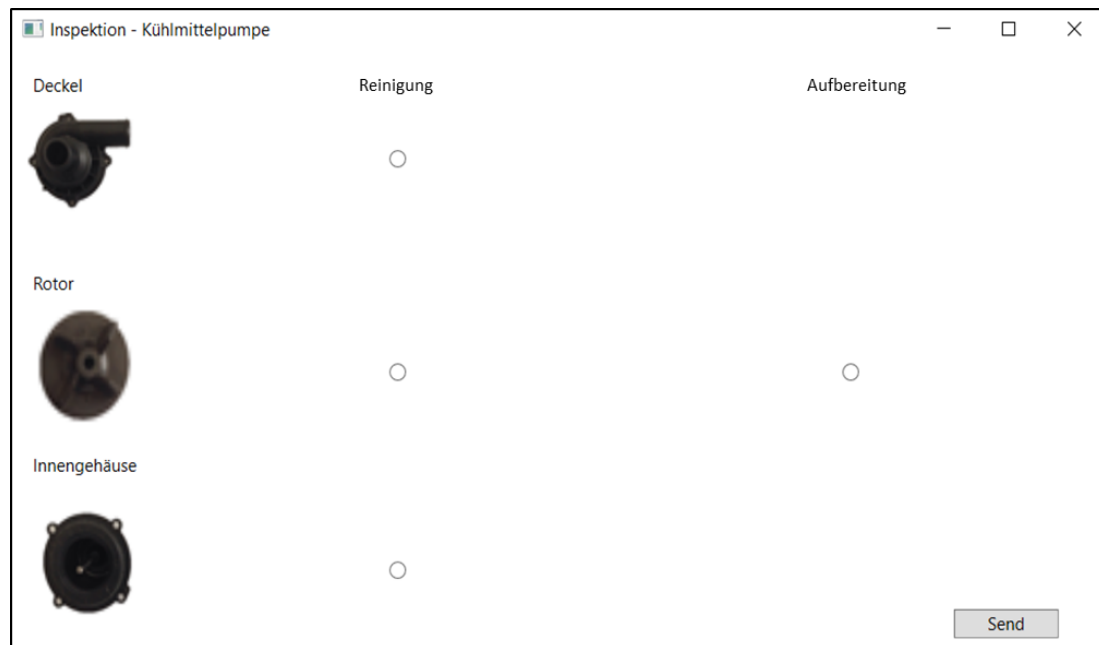 Inspektion - Kühlmittelpumpe
Deckel Reinigung Aufbereitung
Rotor
Innengehäuse
Send